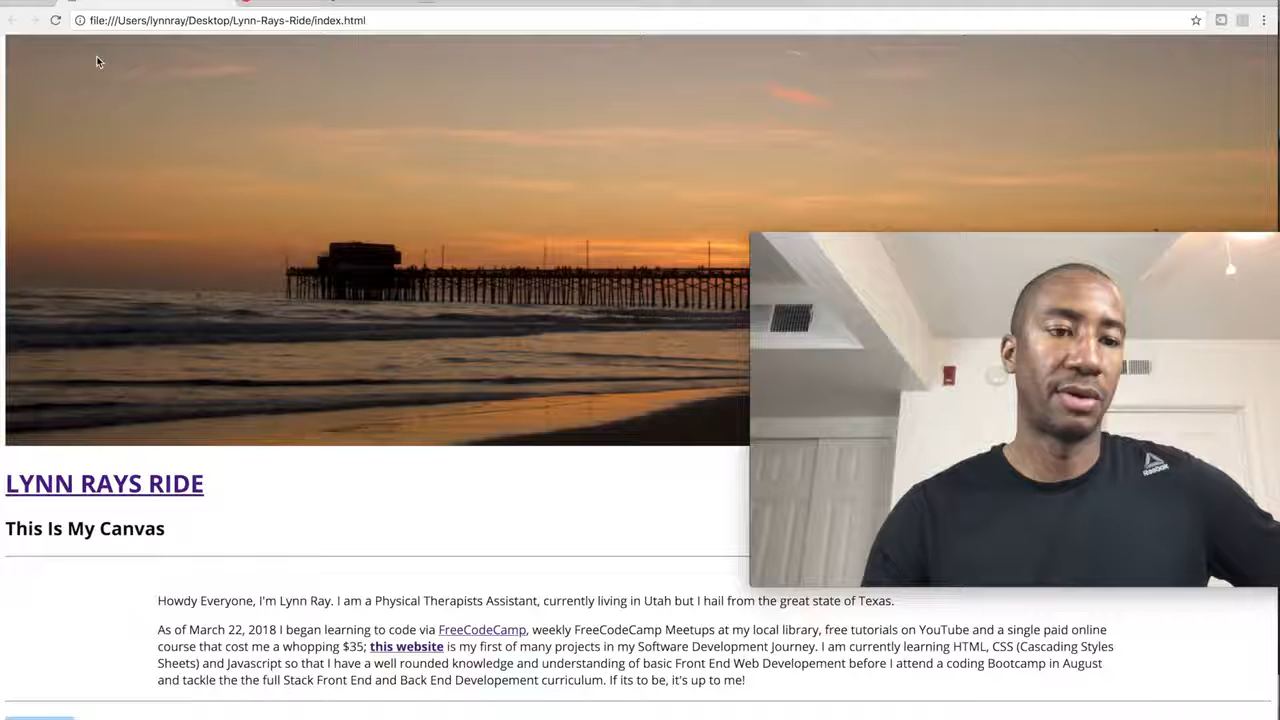 file:///Users/lynnray/Desktop/Lynn-Rays-Ride/index.html
Reebok
LYNN RAYS RIDE
This Is My Canvas
Howdy Everyone, I'm Lynn Ray. I am a Physical Therapists Assistant, currently living in Utah but I hail from the great state of Texas.
As of March 22, 2018 I began learning to code via FreeCodeCamp, weekly FreeCodeCamp Meetups at my local library, free tutorials on YouTube and a single paid online
course that cost me a whopping $35; this website is my first of many projects in my Software Development Journey. I am currently learning HTML, CSS (Cascading Styles
Sheets) and Javascript so that I have a well rounded knowledge and understanding of basic Front End Web Developement before I attend a coding Bootcamp in August
and tackle the the full Stack Front End and Back End Developement curriculum. If its to be, it's up to me!